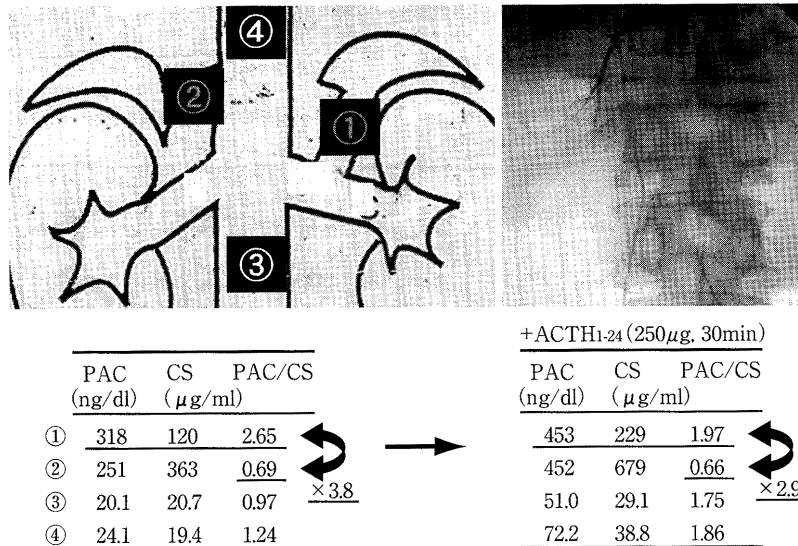 ④
②
①
③
+ACTH1-24 (250μg, 30min)
PAC CS PAC/CS
(ng/dl) (μg/ml)
① 318 120 2.65
② 251 363 0.69
③ 20.1 20.7 0.97
④ 24.1 19.4 1.24
×3.8
PAC CS PAC/CS
(ng/dl) (μg/ml)
453 229 1.97
452 679 0.66
51.0 29.1 1.75
72.2 38.8 1.86
×2.9